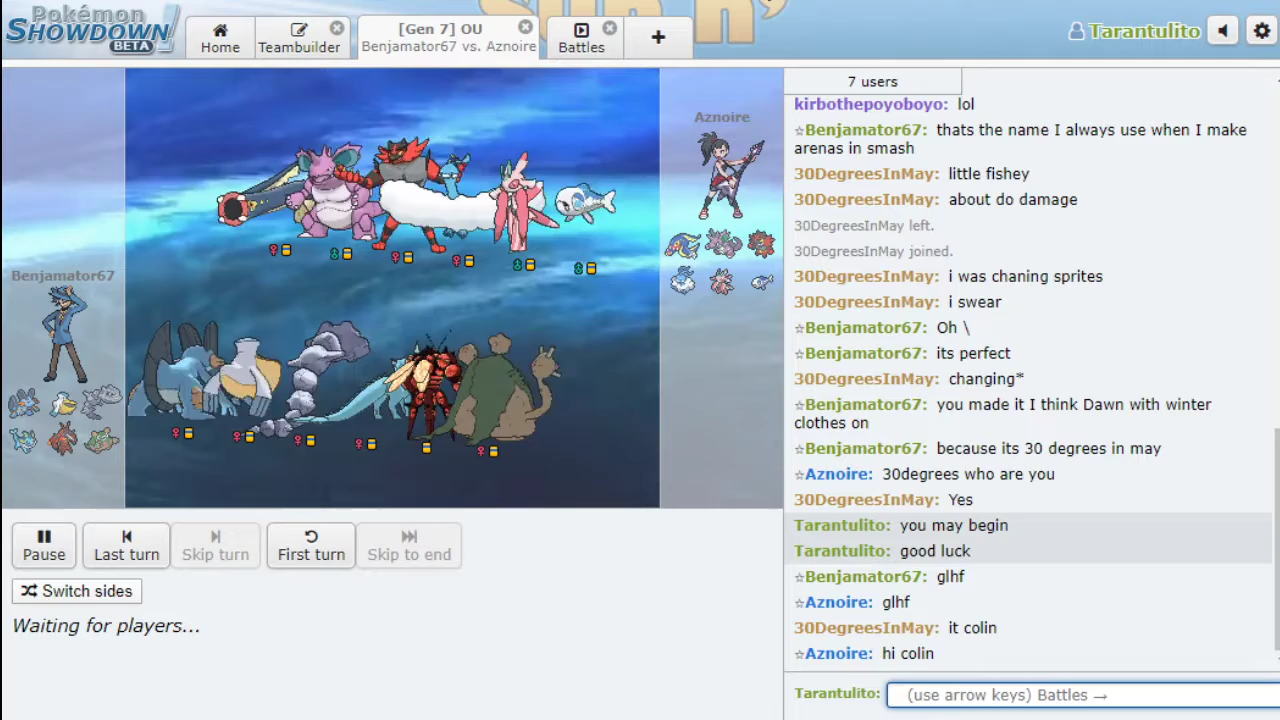 Pokémon
SHOWDOWN!
BETA
Home
Teambuilder
[Gen 7] OU
Benjamator67 vs. Aznoire
Battles
+
Tarantulito
Aznoire
Benjamator67
Pause
Last turn
Skip turn
First turn
Skip to end
Switch sides
Waiting for players...
7 users
kirbothepoyoboyo: lol
☆Benjamator67: thats the name I always use when I make
arenas in smash
30DegreesInMay: little fishey
30DegreesInMay: about do damage
30DegreesInMay left.
30DegreesInMay joined.
30DegreesInMay: i was chaning sprites
30DegreesInMay: i swear
☆Benjamator67: Oh \
☆Benjamator67: its perfect
30DegreesInMay: changing*
☆Benjamator67: you made it I think Dawn with winter
clothes on
☆Benjamator67: because its 30 degrees in may
☆Aznoire: 30degrees who are you
30DegreesInMay: Yes
Tarantulito: you may begin
Tarantulito: good luck
☆Benjamator67: glhf
☆Aznoire: glhf
30DegreesInMay: it colin
☆Aznoire: hi colin
Tarantulito: (use arrow keys) Battles →